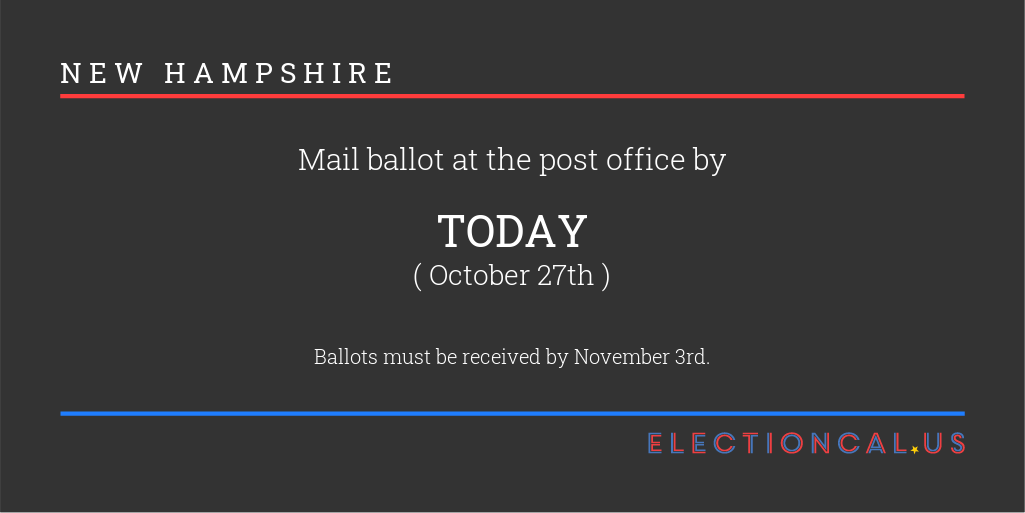 NEW HAMPSHIRE
Mail ballot at the post office by
TODAY
( October 27th )
Ballots must be received by November 3rd.
ELECTIONCAL.US